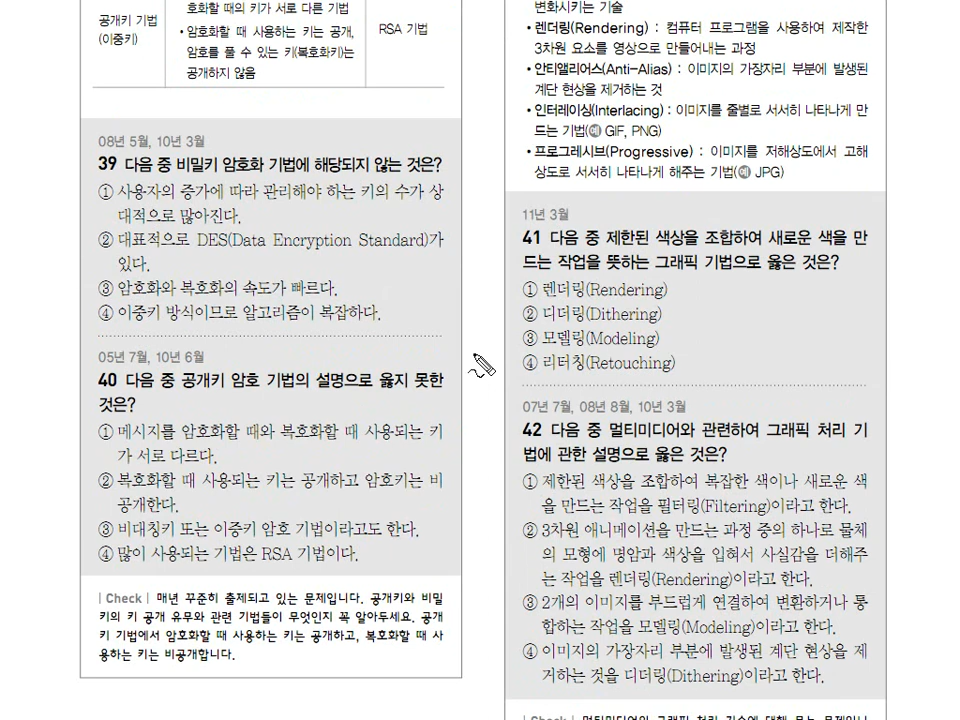 호화할 때의 키가 서로 다른 기법
공개키 기법
(이중키)
• 암호화할 때 사용하는 키는 공개,
암호를 풀 수 있는 키(복호화키)는
공개하지 않음
RSA 기법
08년 5월, 10년 3월
39 다음 중 비밀키 암호화 기법에 해당되지 않는 것은?
① 사용자의 증가에 따라 관리해야 하는 키의 수가 상
대적으로 많아진다.
② 대표적으로 DES(Data Encryption Standard)가
있다.
③ 암호화와 복호화의 속도가 빠르다.
④ 이중키 방식이므로 알고리즘이 복잡하다.
05년 7월, 10년 6월
40 다음 중 공개키 암호 기법의 설명으로 옳지 못한
것은?
① 메시지를 암호화할 때와 복호화할 때 사용되는 키
가 서로 다르다.
② 복호화할 때 사용되는 키는 공개하고 암호키는 비
공개한다.
③ 비대칭키 또는 이중키 암호 기법이라고도 한다.
④ 많이 사용되는 기법은 RSA 기법이다.
| Check | 매년 꾸준히 출제되고 있는 문제입니다. 공개키와 비밀
키의 키 공개 유무와 관련 기법들이 무엇인지 꼭 알아두세요. 공개
키 기법에서 암호화할 때 사용하는 키는 공개하고, 복호화할 때 사
용하는 키는 비공개합니다.
변화시키는 기술
• 렌더링(Rendering) : 컴퓨터 프로그램을 사용하여 제작한
3차원 요소를 영상으로 만들어내는 과정
• 안티앨리어스(Anti-Alias) : 이미지의 가장자리 부분에 발생된
계단 현상을 제거하는 것
• 인터레이싱(Interlacing) : 이미지를 줄별로 서서히 나타나게 만
드는 기법(예 GIF, PNG)
• 프로그레시브(Progressive) : 이미지를 저해상도에서 고해
상도로 서서히 나타나게 해주는 기법(예 JPG)
11년 3월
41 다음 중 제한된 색상을 조합하여 새로운 색을 만
드는 작업을 뜻하는 그래픽 기법으로 옳은 것은?
① 렌더링(Rendering)
② 디더링(Dithering)
③ 모델링(Modeling)
④ 리터칭(Retouching)
07년 7월, 08년 8월, 10년 3월
42 다음 중 멀티미디어와 관련하여 그래픽 처리 기
법에 관한 설명으로 옳은 것은?
① 제한된 색상을 조합하여 복잡한 색이나 새로운 색
을 만드는 작업을 필터링(Filtering)이라고 한다.
② 3차원 애니메이션을 만드는 과정 중의 하나로 물체
의 모형에 명암과 색상을 입혀서 사실감을 더해주
는 작업을 렌더링(Rendering)이라고 한다.
③ 2개의 이미지를 부드럽게 연결하여 변환하거나 통
합하는 작업을 모델링(Modeling)이라고 한다.
④ 이미지의 가장자리 부분에 발생된 계단 현상을 제
거하는 것을 디더링(Dithering)이라고 한다.